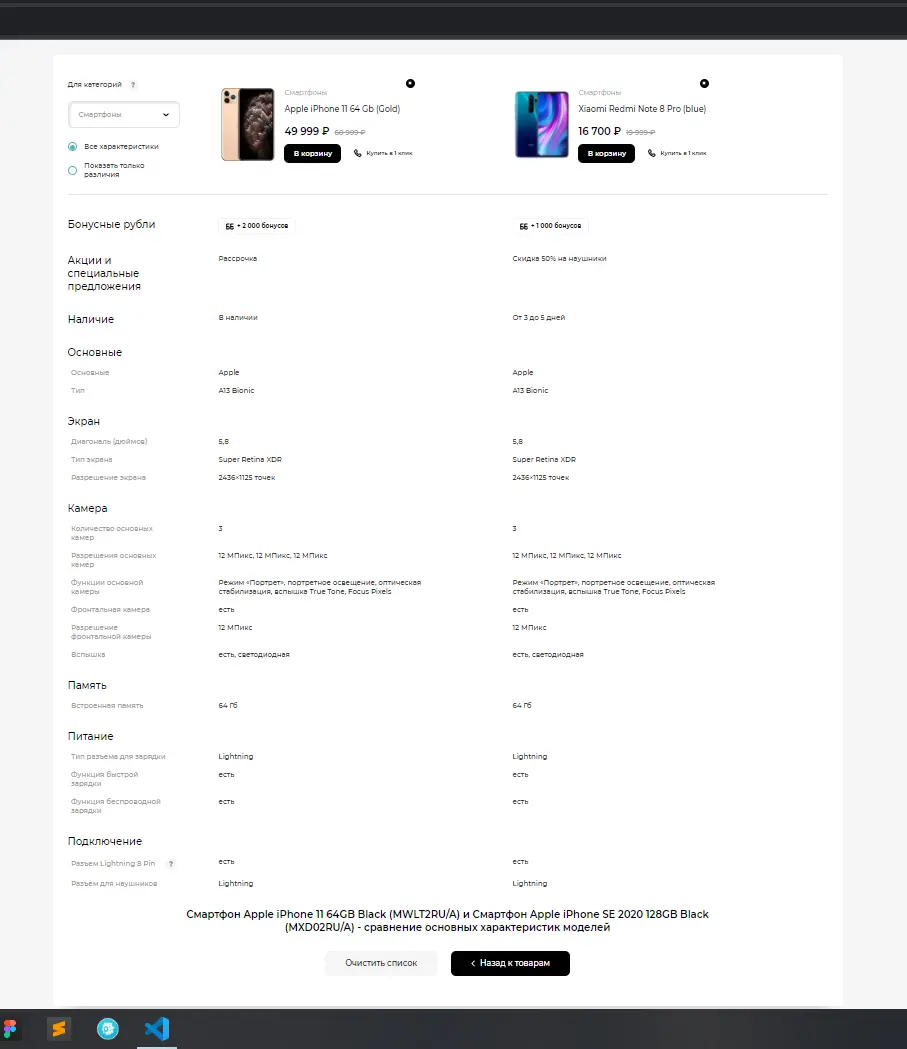 Для категорий ?
Смартфоны
Все характеристики
Показать только
различия
Смартфоны
Apple iPhone 11 64 Gb (Gold)
49 999 ₽ 60 999 ₽
В корзину Купить в 1 клик
Смартфоны
Xiaomi Redmi Note 8 Pro (blue)
16 700 ₽ 19 999 ₽
В корзину Купить в 1 клик
Бонусные рубли + 2 000 бонусов + 1 000 бонусов
Акции и
специальные
предложения
Рассрочка Скидка 50% на наушники
Наличие В наличии От 3 до 5 дней
Основные
Основные Apple Apple
Тип A13 Bionic A13 Bionic
Экран
Диагональ (дюймов) 5,8 5,8
Тип экрана Super Retina XDR Super Retina XDR
Разрешение экрана 2436×1125 точек 2436×1125 точек
Камера
Количество основных
камер
3 3
Разрешения основных
камер
12 МПикс, 12 МПикс, 12 МПикс 12 МПикс, 12 МПикс, 12 МПикс
Функции основной
камеры
Режим «Портрет», портретное освещение, оптическая
стабилизация, вспышка True Tone, Focus Pixels
Режим «Портрет», портретное освещение, оптическая
стабилизация, вспышка True Tone, Focus Pixels
Фронтальная камера есть есть
Разрешение
фронтальной камеры
12 МПикс 12 МПикс
Вспышка есть, светодиодная есть, светодиодная
Память
Встроенная память 64 Гб 64 Гб
Питание
Тип разъема для зарядки Lightning Lightning
Функция быстрой
зарядки
есть есть
Функция беспроводной
зарядки
есть есть
Подключение
Разъем Lightning 8 Pin ? есть есть
Разъем для наушников Lightning Lightning
Смартфон Apple iPhone 11 64GB Black (MWLT2RU/A) и Смартфон Apple iPhone SE 2020 128GB Black
(MXD02RU/A) - сравнение основных характеристик моделей
Очистить список Назад к товарам